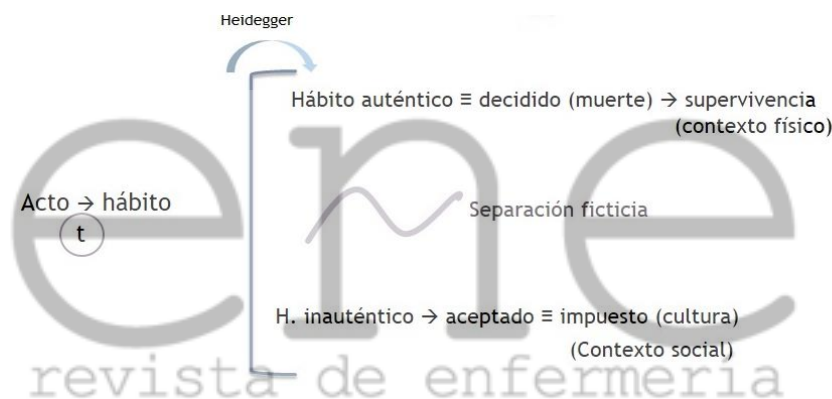 Heidegger
Hábito auténtico ≡ decidido (muerte) → supervivencia
(contexto físico)
Acto → hábito
t
Separación ficticia
H. inauténtico → aceptado ≡ impuesto (cultura)
(Contexto social)
ene
revista de enfermería